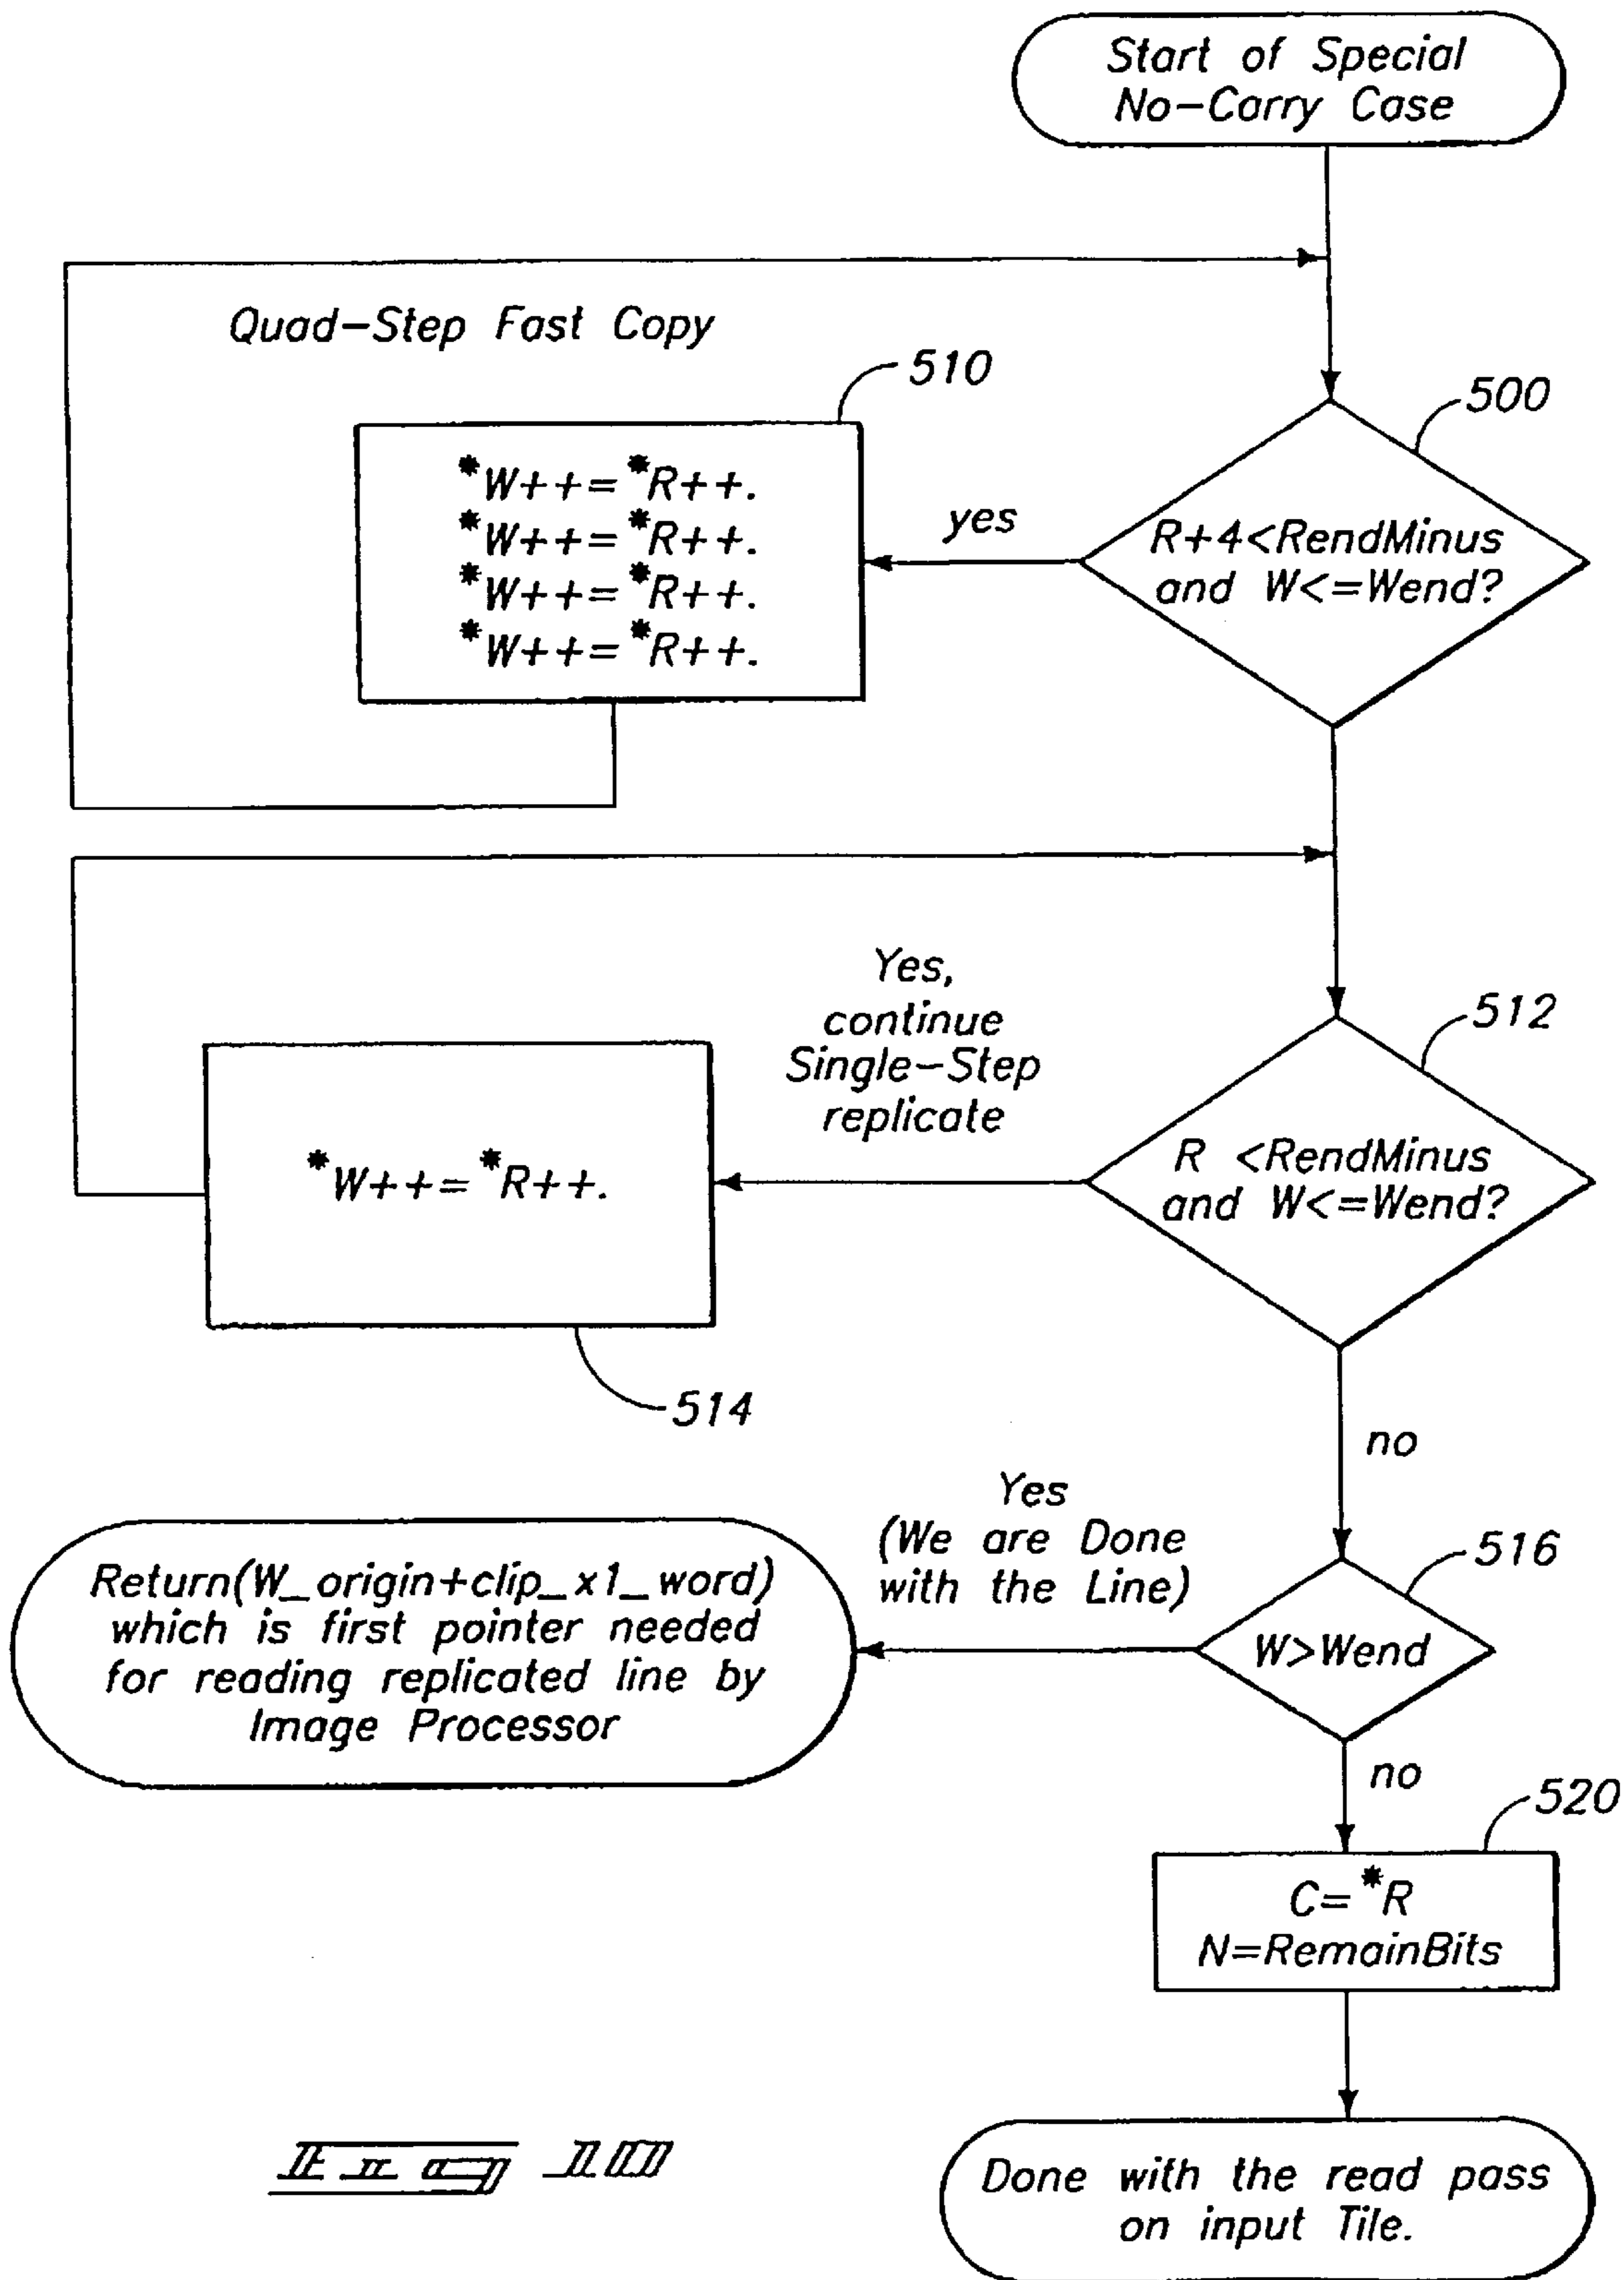 Start of Special
No-Carry Case
Quad-Step Fast Copy
510
500
*W++=*R++.
*W++=*R++.
*W++=*R++.
*W++=*R++.
yes
R+4<RendMinus
and W<=Wend?
Yes,
continue
Single-Step
replicate
512
*W++=*R++.
R <RendMinus
and W<=Wend?
514
no
Yes
(We are Done
with the Line)
516
Return(W_origin+clip_x1_word)
which is first pointer needed
for reading replicated line by
Image Processor
W>Wend
no
520
C=*R
N=RemainBits
Done with the read pass
on input Tile.
Fig 10